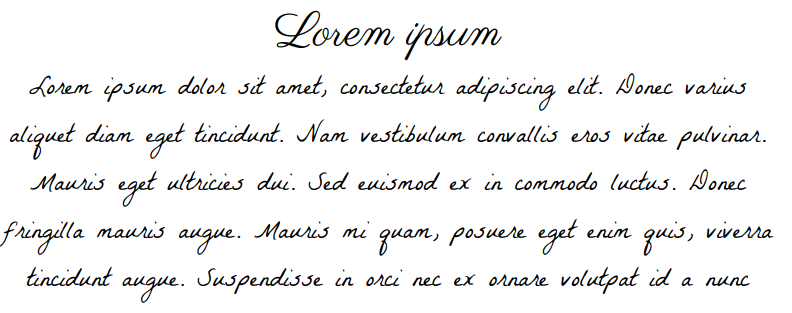 Lorem ipsum
Lorem ipsum dolor sit amet, consectetur adipiscing elit. Donec varius
aliquet diam eget tincidunt. Nam vestibulum convallis eros vitae pulvinar.
Mauris eget ultricies dui. Sed euismod ex in commodo luctus. Donec
fringilla mauris augue. Mauris mi quam, posuere eget enim quis, viverra
tincidunt augue. Suspendisse in orci nec ex ornare volutpat id a nunc